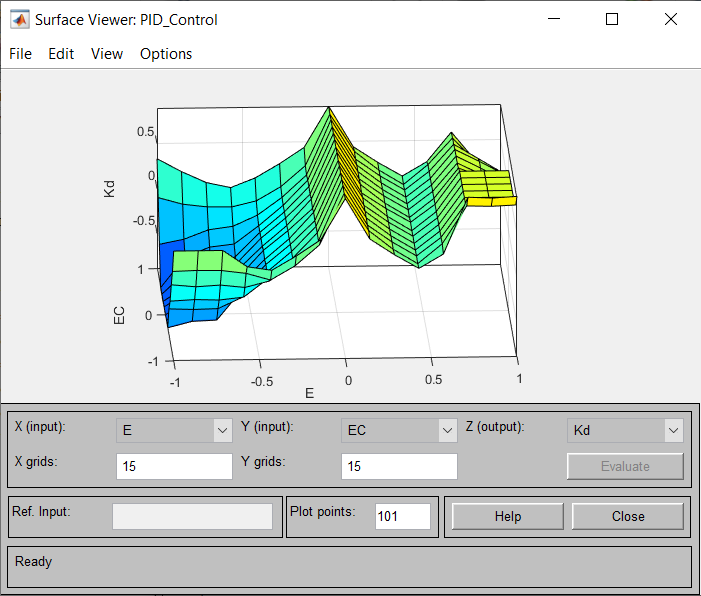 Surface Viewer: PID_Control
File Edit View Options
0.5
0
-0.5
Kd
1
0
-1
EC
-1 -0.5 0 0.5 1
E
X (input): E Y (input): EC Z (output): Kd
X grids: 15 Y grids: 15 Evaluate
Ref. Input: Plot points: 101 Help Close
Ready